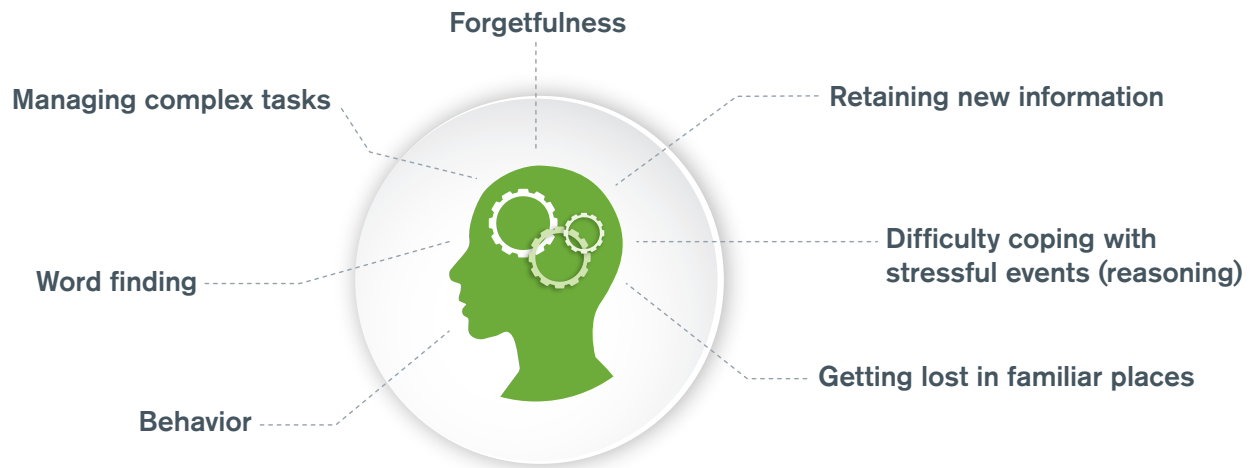 Forgetfulness
Managing complex tasks
Retaining new information
Word finding
Difficulty coping with
stressful events (reasoning)
Getting lost in familiar places
Behavior